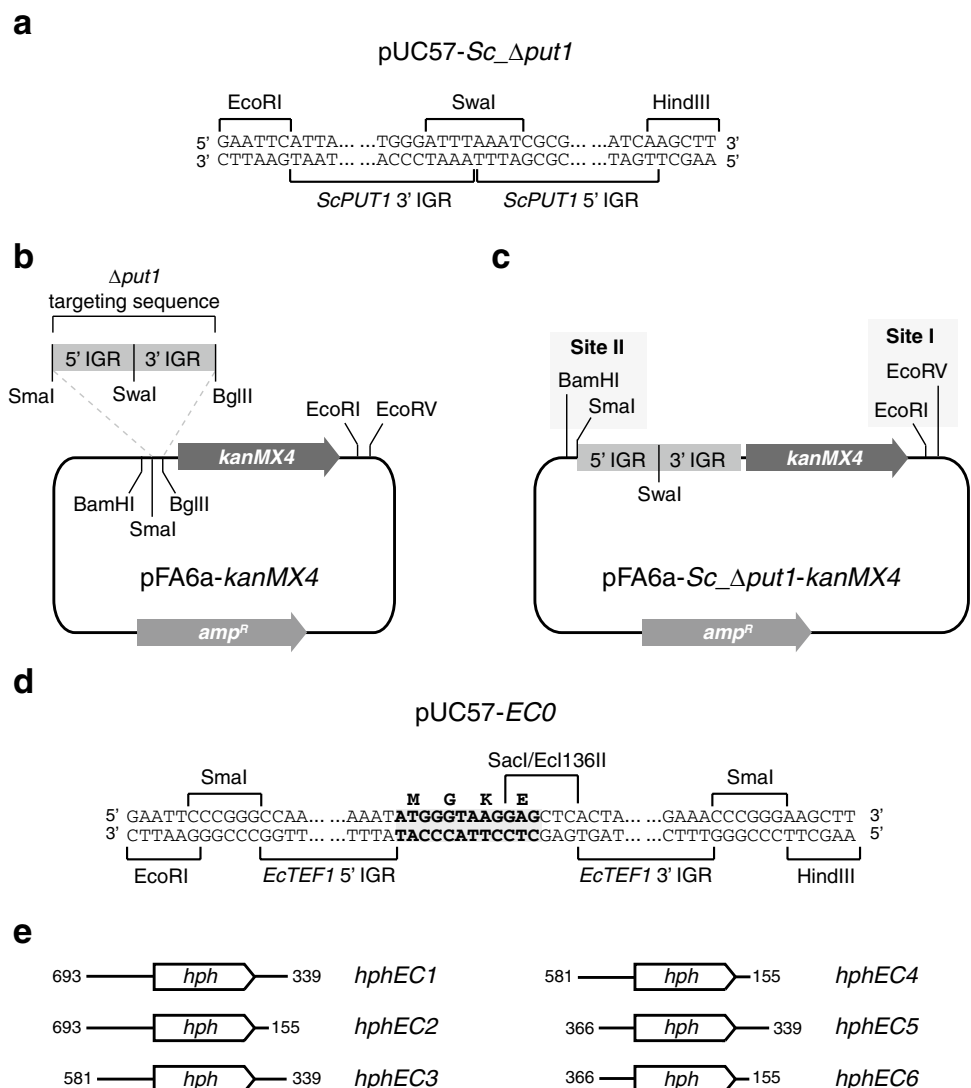 a
pUC57-Sc_Δput1
EcoRI SwaI HindIII
5' GAATTCATTA... ...TGGGATTTAAATCGCG... ...ATCAAGCTT 3'
3' CTTAAGTAAT... ...ACCCTAAATTTAGCGC... ...TAGTTCGAA 5'
ScPUT1 3' IGR ScPUT1 5' IGR
b
Δput1
targeting sequence
5' IGR 3' IGR
SmaI SwaI BglII
EcoRI EcoRV
kanMX4
BamHI BglII
SmaI
pFA6a-kanMX4
ampR
c
Site II Site I
BamHI EcoRV
SmaI EcoRI
5' IGR 3' IGR kanMX4
SwaI
pFA6a-Sc_Δput1-kanMX4
ampR
d
pUC57-EC0
SacI/Ecl136II
SmaI SmaI
M G K E
5' GAATTCCCGGGCCAA... ...AAATATGGGTAAGGAGCTCACTA... ...GAAACCCGGGAAGCTT 3'
3' CTTAAGGGCCCGGTT... ...TTTATACCCATTCCTCGAGTGAT... ...CTTTGGGCCCTTCGAA 5'
EcoRI EcTEF1 5' IGR EcTEF1 3' IGR HindIII
e
693 hph 339 hphEC1
693 hph 155 hphEC2
581 hph 339 hphEC3
581 hph 155 hphEC4
366 hph 339 hphEC5
366 hph 155 hphEC6